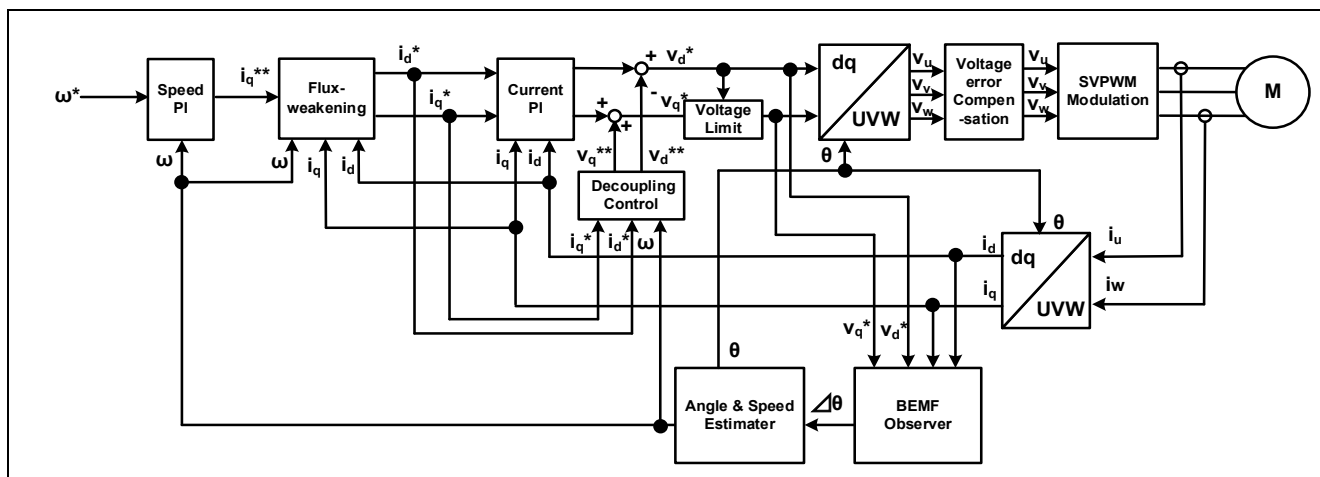 ω*
Speed
PI
ω
iq**
Flux-
weakening
ω
iq
id
id*
iq*
Current
PI
iq
id
+
-
+
+
vd*
vq*
vq**
vd**
Decoupling
Control
iq*
id*
ω
Voltage
Limit
dq
UVW
θ
vu
vv
vw
Voltage
error
Compen
-sation
vu
vv
vw
SVPWM
Modulation
M
θ
dq
UVW
id
iq
iu
iw
vq*
vd*
θ
Angle & Speed
Estimater
⊿θ
BEMF
Observer